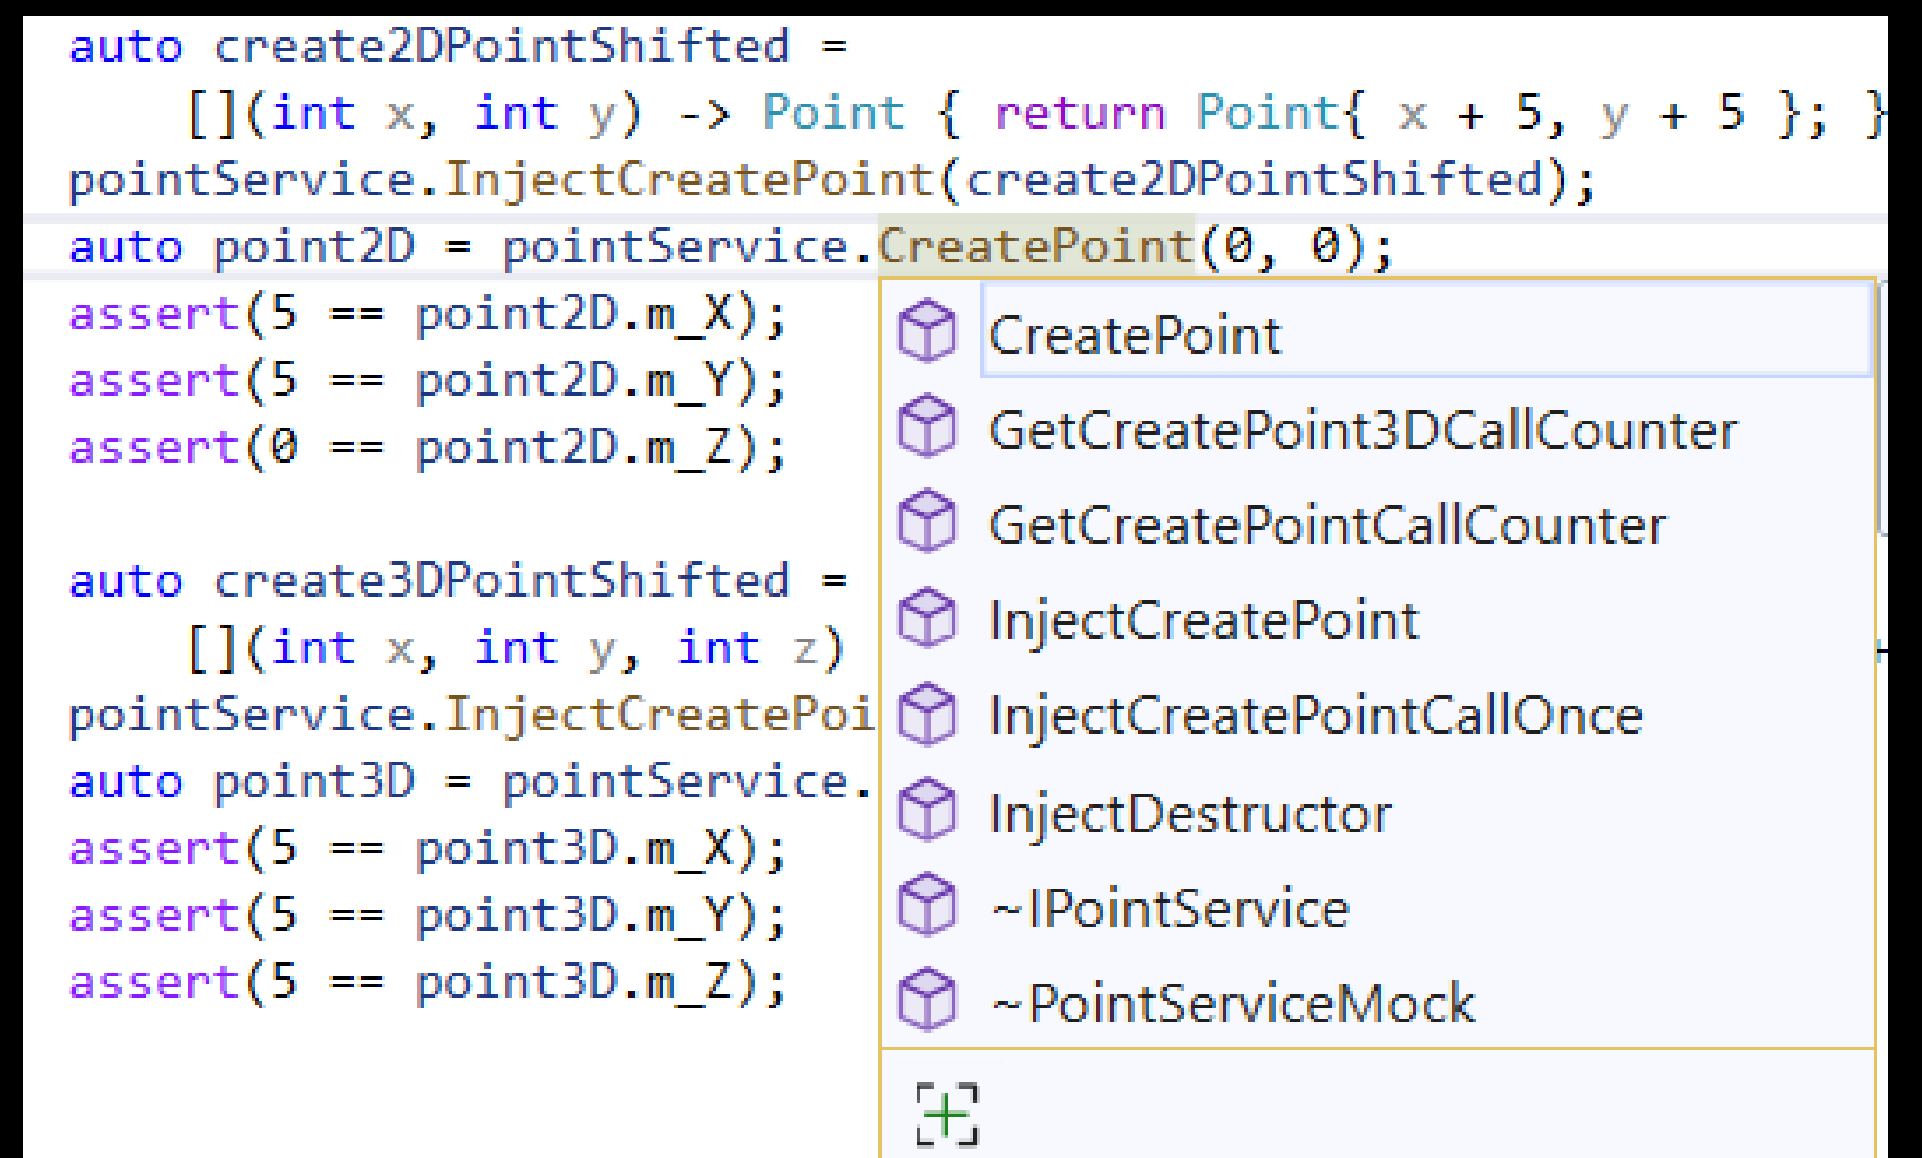 auto create2DPointShifted =
[](int x, int y) -> Point { return Point{ x + 5, y + 5 }; }
pointService.InjectCreatePoint(create2DPointShifted);
auto point2D = pointService.CreatePoint(0, 0);
assert(5 == point2D.m_X);
assert(5 == point2D.m_Y);
assert(0 == point2D.m_Z);
auto create3DPointShifted =
[](int x, int y, int z)
pointService.InjectCreatePoi
auto point3D = pointService.
assert(5 == point3D.m_X);
assert(5 == point3D.m_Y);
assert(5 == point3D.m_Z);
CreatePoint
GetCreatePoint3DCallCounter
GetCreatePointCallCounter
InjectCreatePoint
InjectCreatePointCallOnce
InjectDestructor
~IPointService
~PointServiceMock